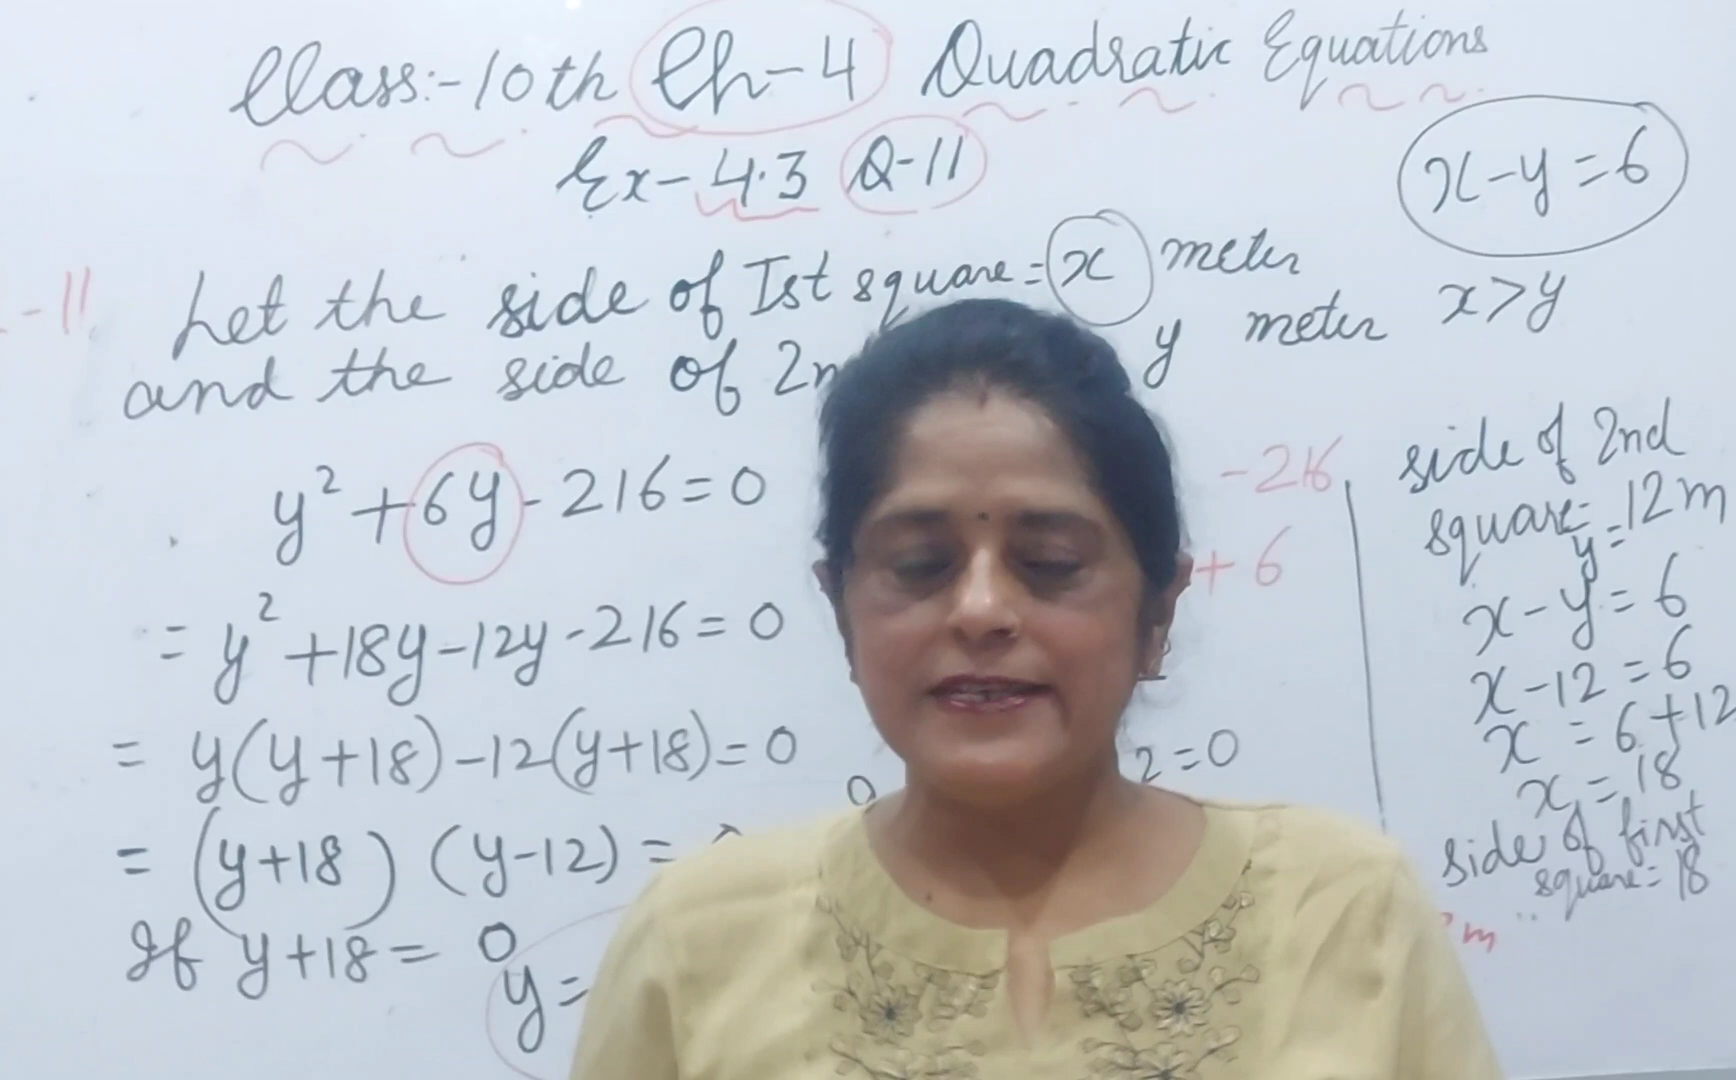 Class:-10th Ch-4 Quadratic Equations
Ex-4.3 Q-11
x-y=6
-11 Let the side of Ist square = x meter
and the side of 2n y meter x>y
y²+6y-216=0
= y²+18y-12y-216=0
= y(y+18)-12(y+18)=0
= (y+18) (y-12)=
If y+18= 0
y=
-216
+6
2=0
side of 2nd
square= 12m
y=
x-y=6
x-12=6
x = 6+12
x=18
side of first
square=18
m